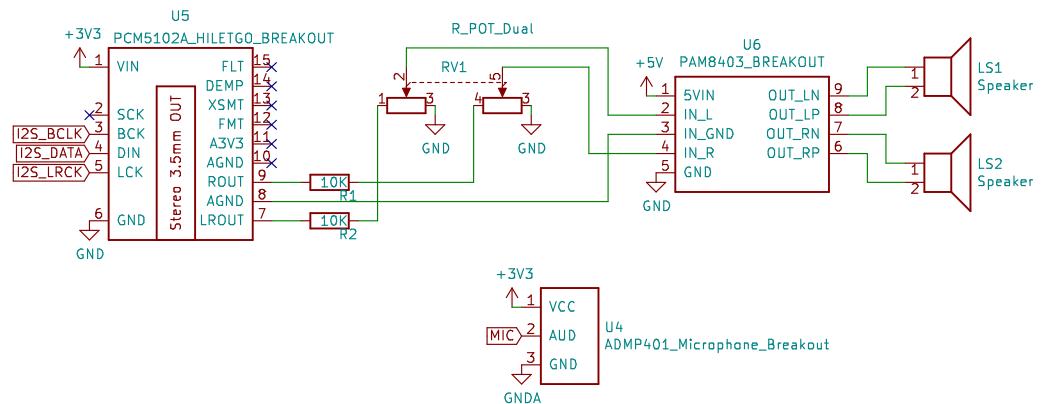 U5
PCM5102A_HILETGO_BREAKOUT
+3V3
1 VIN
2 SCK
I2S_BCLK 3 BCK
I2S_DATA 4 DIN
I2S_LRCK 5 LCK
6 GND
GND
Stereo 3.5mm OUT
FLT 15
DEMP 14
XSMT 13
FMT 12
A3V3 11
AGND 10
ROUT 9
AGND 8
LROUT 7
10K
R1
10K
R2
R_POT_Dual
RV1
2 5
1 3 4 3
GND GND
U6
PAM8403_BREAKOUT
+5V
1 5VIN
2 IN_L
3 IN_GND
4 IN_R
5 GND
GND
OUT_LN 9
OUT_LP 8
OUT_RN 7
OUT_RP 6
1
2
LS1
Speaker
1
2
LS2
Speaker
+3V3
1 VCC
MIC 2 AUD
3 GND
GNDA
U4
ADMP401_Microphone_Breakout